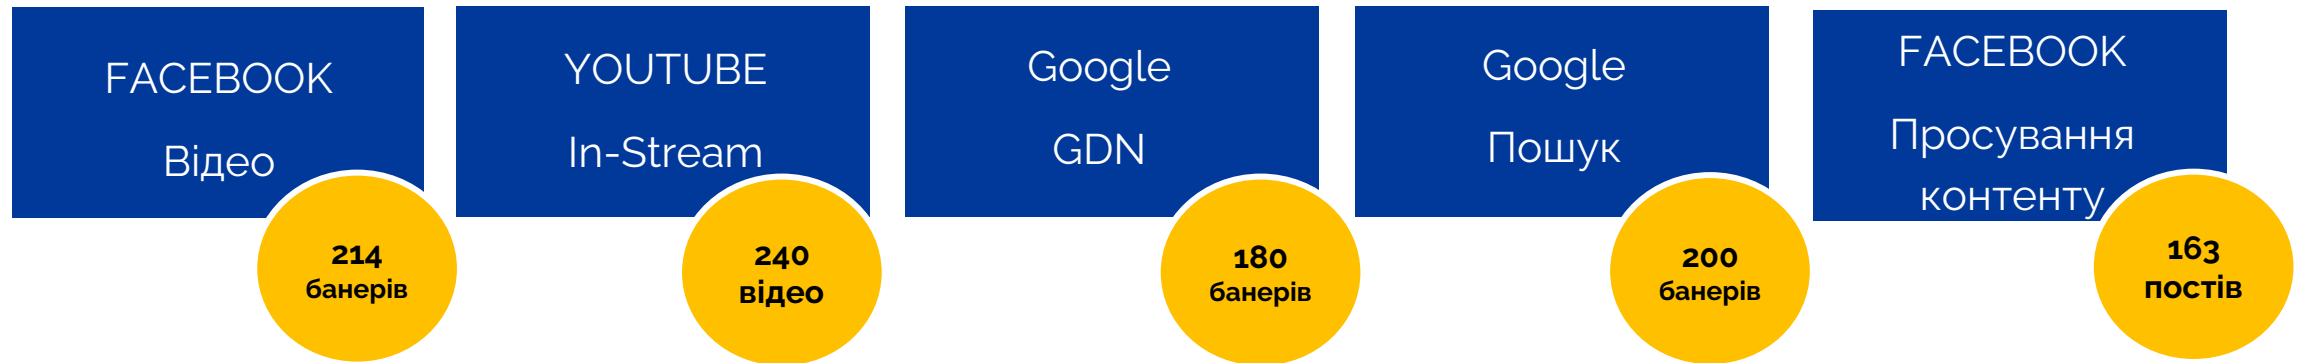 FACEBOOK
Відео
214
банерів
YOUTUBE
In-Stream
240
відео
Google
GDN
180
банерів
Google
Пошук
200
банерів
FACEBOOK
Просування
контенту
163
постів